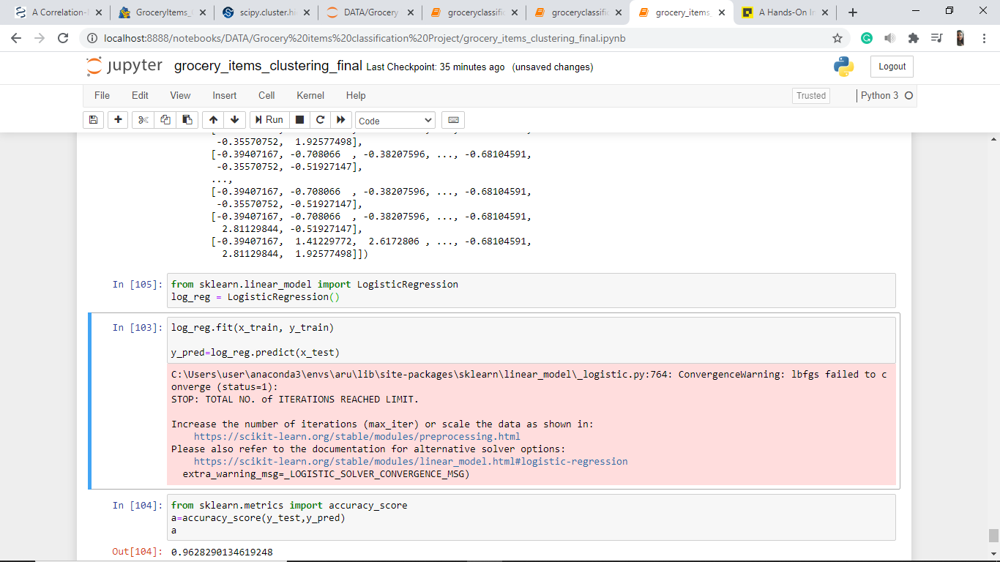 A Correlation-
GroceryItems_
scipy.cluster.hi
DATA/Grocery
groceryclassific
groceryclassific
grocery_items_
A Hands-On In
localhost:8888/notebooks/DATA/Grocery%20items%20classification%20Project/grocery_items_clustering_final.ipynb
jupyter grocery_items_clustering_final Last Checkpoint: 35 minutes ago (unsaved changes)
Logout
File Edit View Insert Cell Kernel Help
Trusted
Python 3
Run
Code
-0.35570752, 1.92577498],
[-0.39407167, -0.708066 , -0.38207596, ..., -0.68104591,
-0.35570752, -0.51927147],
...,
[-0.39407167, -0.708066 , -0.38207596, ..., -0.68104591,
-0.35570752, -0.51927147],
[-0.39407167, -0.708066 , -0.38207596, ..., -0.68104591,
2.81129844, -0.51927147],
[-0.39407167, 1.41229772, 2.6172806 , ..., -0.68104591,
2.81129844, 1.92577498]])
In [105]: from sklearn.linear_model import LogisticRegression
log_reg = LogisticRegression()
In [103]: log_reg.fit(x_train, y_train)
y_pred=log_reg.predict(x_test)
C:\Users\user\anaconda3\envs\aru\lib\site-packages\sklearn\linear_model\_logistic.py:764: ConvergenceWarning: lbfgs failed to c
onverge (status=1):
STOP: TOTAL NO. of ITERATIONS REACHED LIMIT.
Increase the number of iterations (max_iter) or scale the data as shown in:
https://scikit-learn.org/stable/modules/preprocessing.html
Please also refer to the documentation for alternative solver options:
https://scikit-learn.org/stable/modules/linear_model.html#logistic-regression
extra_warning_msg=_LOGISTIC_SOLVER_CONVERGENCE_MSG)
In [104]: from sklearn.metrics import accuracy_score
a=accuracy_score(y_test,y_pred)
a
Out[104]: 0.9628290134619248